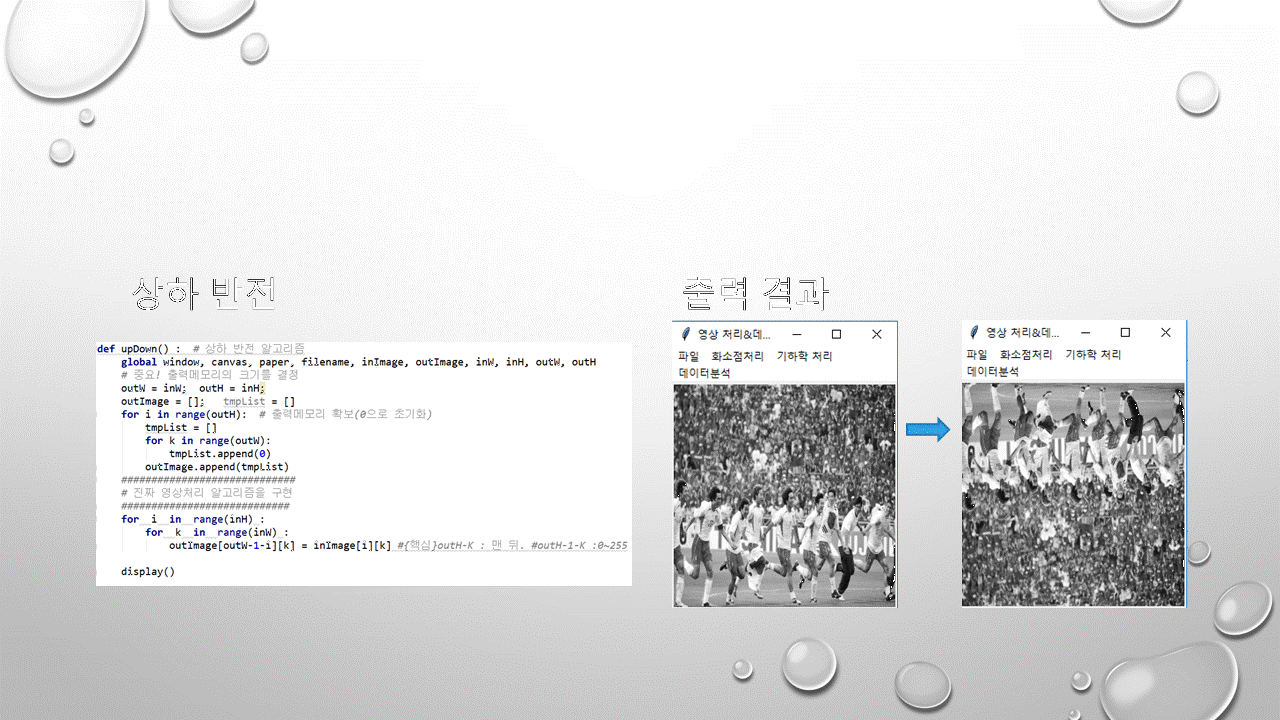 상하 반전
def upDown() :  # 상하 반전 알고리즘
    global window, canvas, paper, filename, inImage, outImage, inW, inH, outW, outH
    # 중요! 출력메모리의 크기를 결정
    outW = inW;  outH = inH;
    outImage = [];   tmpList = []
    for i in range(outH):  # 출력메모리 확보(0으로 초기화)
        tmpList = []
        for k in range(outW):
            tmpList.append(0)
        outImage.append(tmpList)
    #############################
    # 진짜 영상처리 알고리즘을 구현
    ############################
    for  i  in  range(inH) :
        for  k  in  range(inW) :
            outImage[outW-1-i][k] = inImage[i][k] #{핵심}outH-K : 맨 뒤. #outH-1-K :0~255
    display()
출력 결과
영상 처리&데...
파일 화소점처리 기하학 처리
데이터분석
영상 처리&데...
파일 화소점처리 기하학 처리
데이터분석